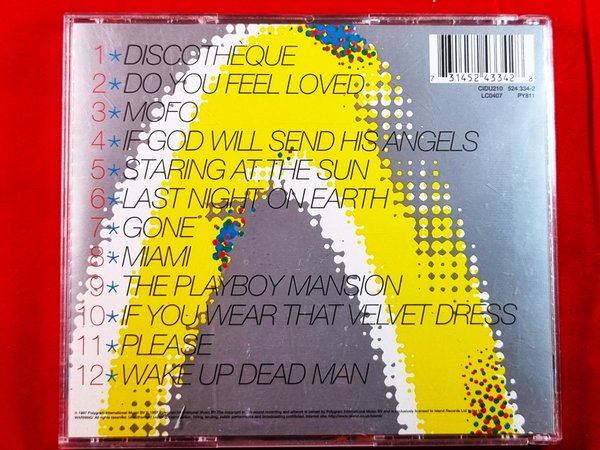 1*DISCOTHEQUE
2*DO YOU FEEL LOVED
3*MOFO
4*IF GOD WILL SEND HIS ANGELS
5*STARING AT THE SUN
6*LAST NIGHT ON EARTH
7*GONE
8*MIAMI
9*THE PLAYBOY MANSION
10*IF YOU WEAR THAT VELVET DRESS
11*PLEASE
12*WAKE UP DEAD MAN
7 31452 43342 8
CIDU210 524 334-2
LC0407 PY811